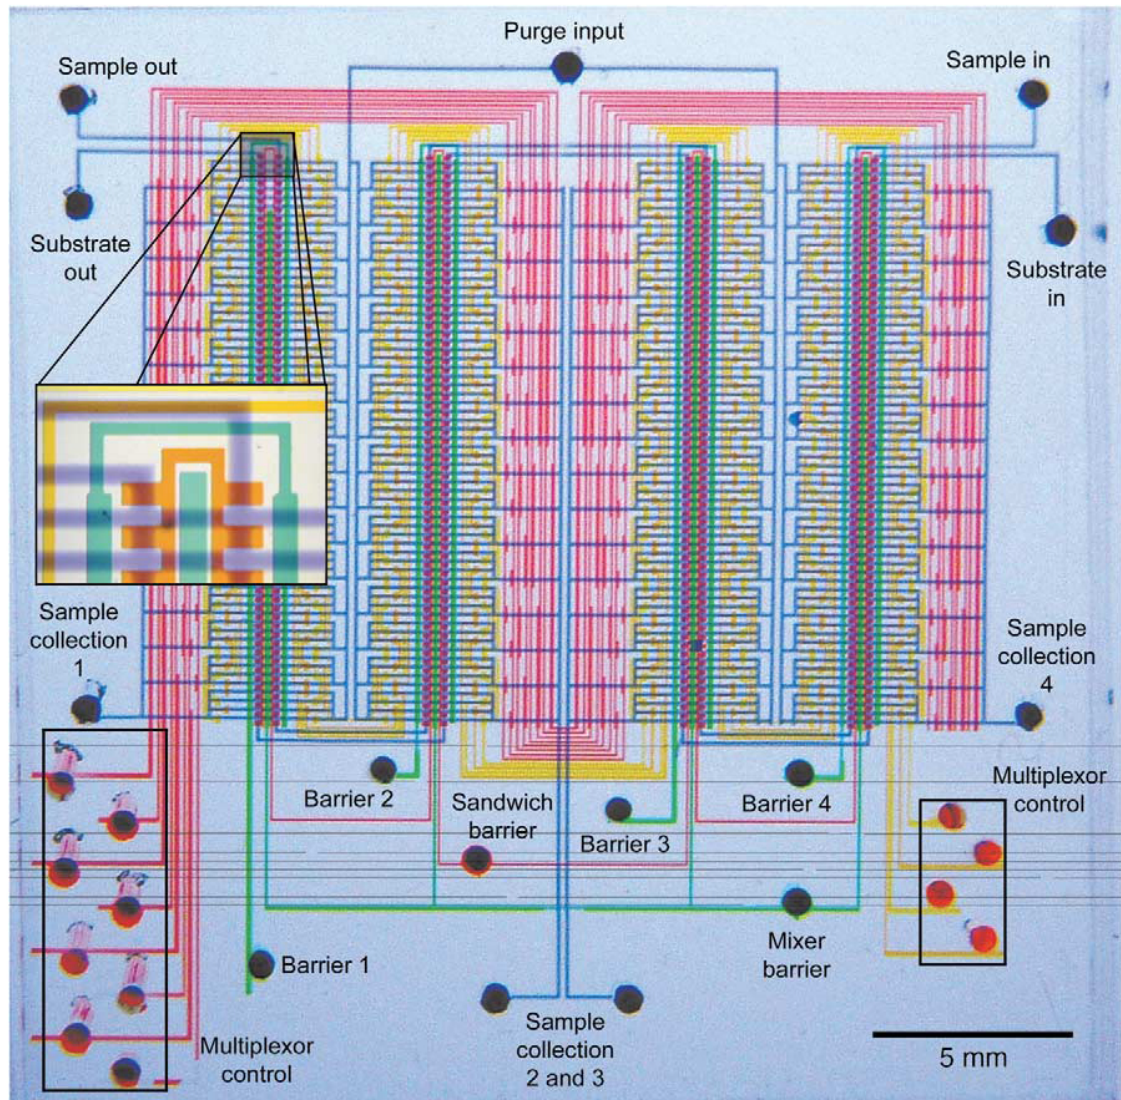 Purge input
Sample out
Sample in
Substrate
out
Substrate
in
Sample
collection
1
Sample
collection
4
Barrier 2
Sandwich
barrier
Barrier 3
Barrier 4
Multiplexor
control
Barrier 1
Mixer
barrier
Multiplexor
control
Sample
collection
2 and 3
5 mm